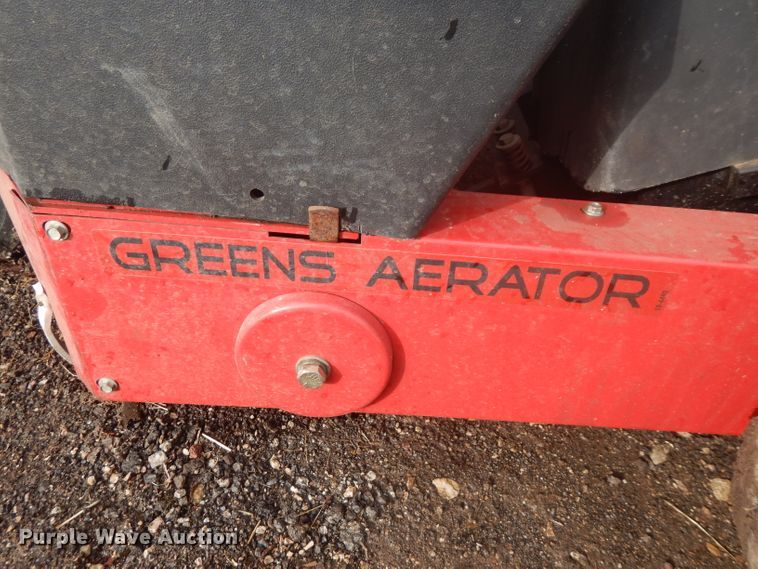 GREENS AERATOR
Purple Wave Auction